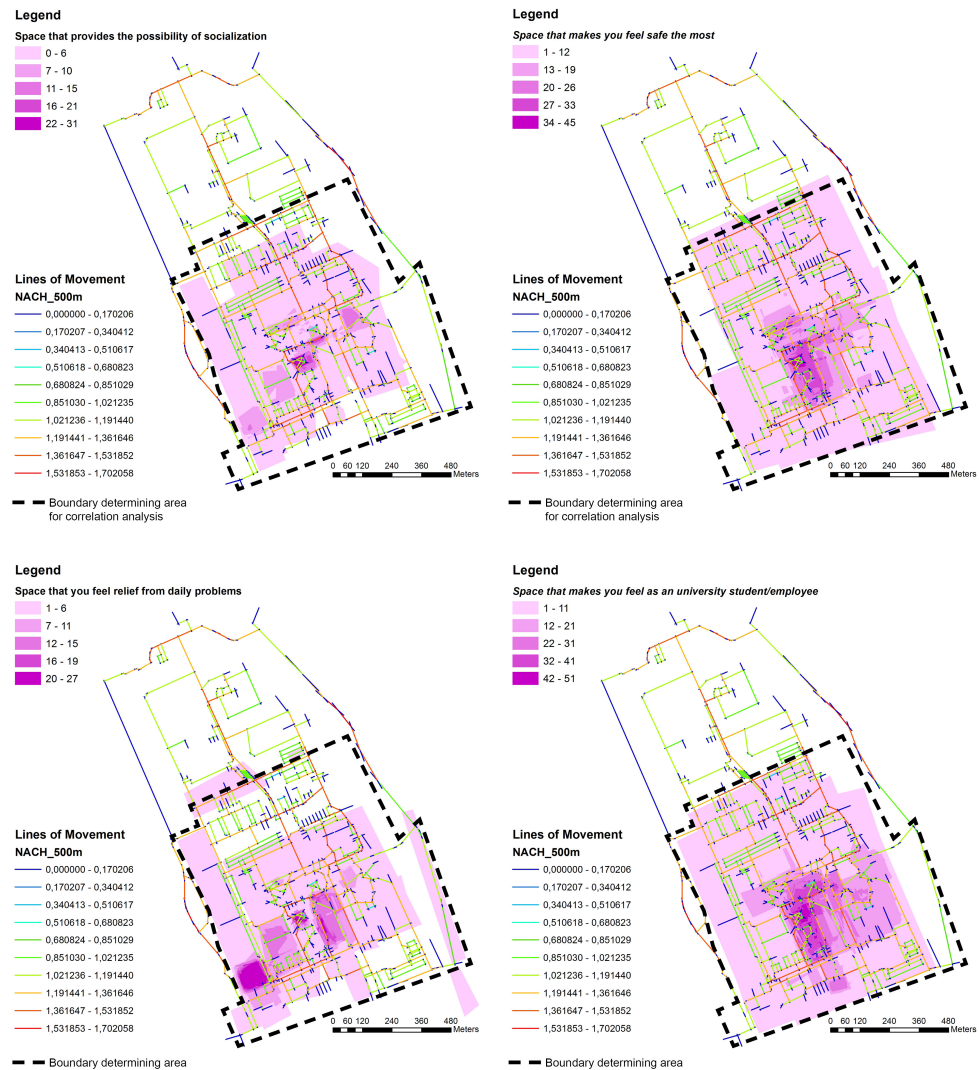 Legend
Space that provides the possibility of socialization
0 - 6
7 - 10
11 - 15
16 - 21
22 - 31
Lines of Movement
NACH_500m
0,000000 - 0,170206
0,170207 - 0,340412
0,340413 - 0,510617
0,510618 - 0,680823
0,680824 - 0,851029
0,851030 - 1,021235
1,021236 - 1,191440
1,191441 - 1,361646
1,361647 - 1,531852
1,531853 - 1,702058
Boundary determining area
for correlation analysis
0 60 120 240 360 480
Meters
Legend
Space that makes you feel safe the most
1 - 12
13 - 19
20 - 26
27 - 33
34 - 45
Lines of Movement
NACH_500m
0,000000 - 0,170206
0,170207 - 0,340412
0,340413 - 0,510617
0,510618 - 0,680823
0,680824 - 0,851029
0,851030 - 1,021235
1,021236 - 1,191440
1,191441 - 1,361646
1,361647 - 1,531852
1,531853 - 1,702058
Boundary determining area
for correlation analysis
0 60 120 240 360 480
Meters
Legend
Space that you feel relief from daily problems
1 - 6
7 - 11
12 - 15
16 - 19
20 - 27
Lines of Movement
NACH_500m
0,000000 - 0,170206
0,170207 - 0,340412
0,340413 - 0,510617
0,510618 - 0,680823
0,680824 - 0,851029
0,851030 - 1,021235
1,021236 - 1,191440
1,191441 - 1,361646
1,361647 - 1,531852
1,531853 - 1,702058
Boundary determining area
0 60 120 240 360 480
Meters
Legend
Space that makes you feel as an university student/employee
1 - 11
12 - 21
22 - 31
32 - 41
42 - 51
Lines of Movement
NACH_500m
0,000000 - 0,170206
0,170207 - 0,340412
0,340413 - 0,510617
0,510618 - 0,680823
0,680824 - 0,851029
0,851030 - 1,021235
1,021236 - 1,191440
1,191441 - 1,361646
1,361647 - 1,531852
1,531853 - 1,702058
Boundary determining area
0 60 120 240 360 480
Meters